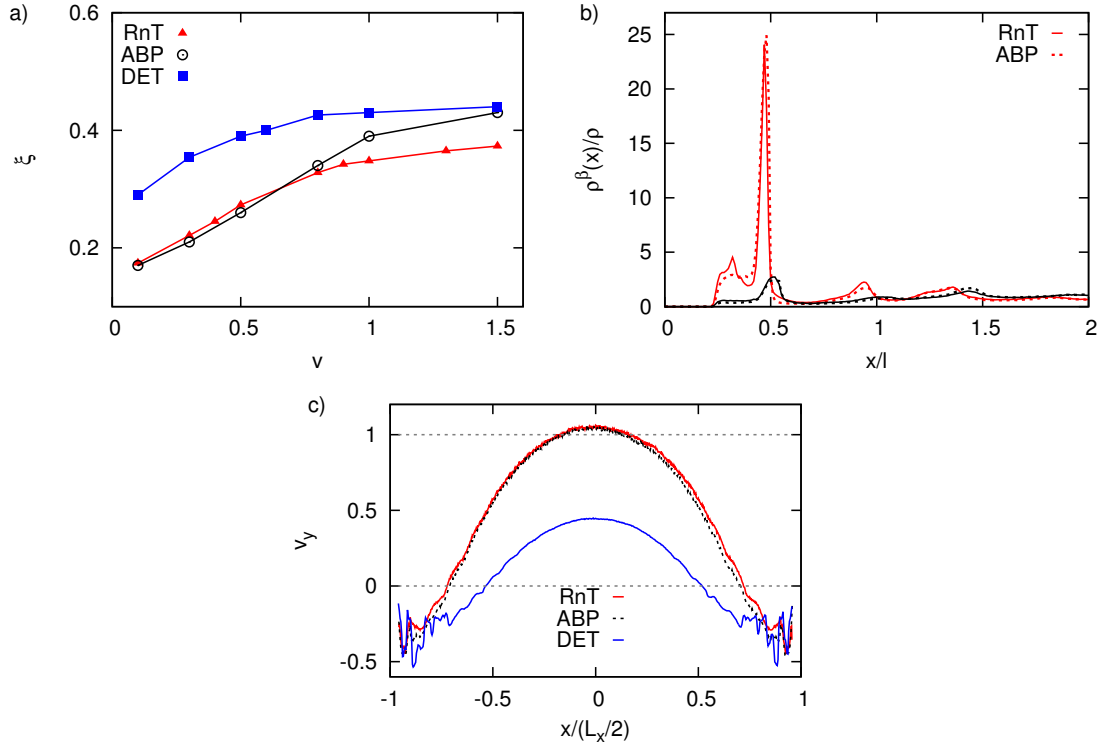 a)
0.6
0.4
0.2
ξ
RnT
ABP
DET
0 0.5 1 1.5
v
b)
25
20
15
10
5
0
ρ^β(x)/ρ
RnT
ABP
0 0.5 1 1.5 2
x/l
c)
1
0.5
0
-0.5
v_y
RnT
ABP
DET
-1 -0.5 0 0.5 1
x/(L_x/2)